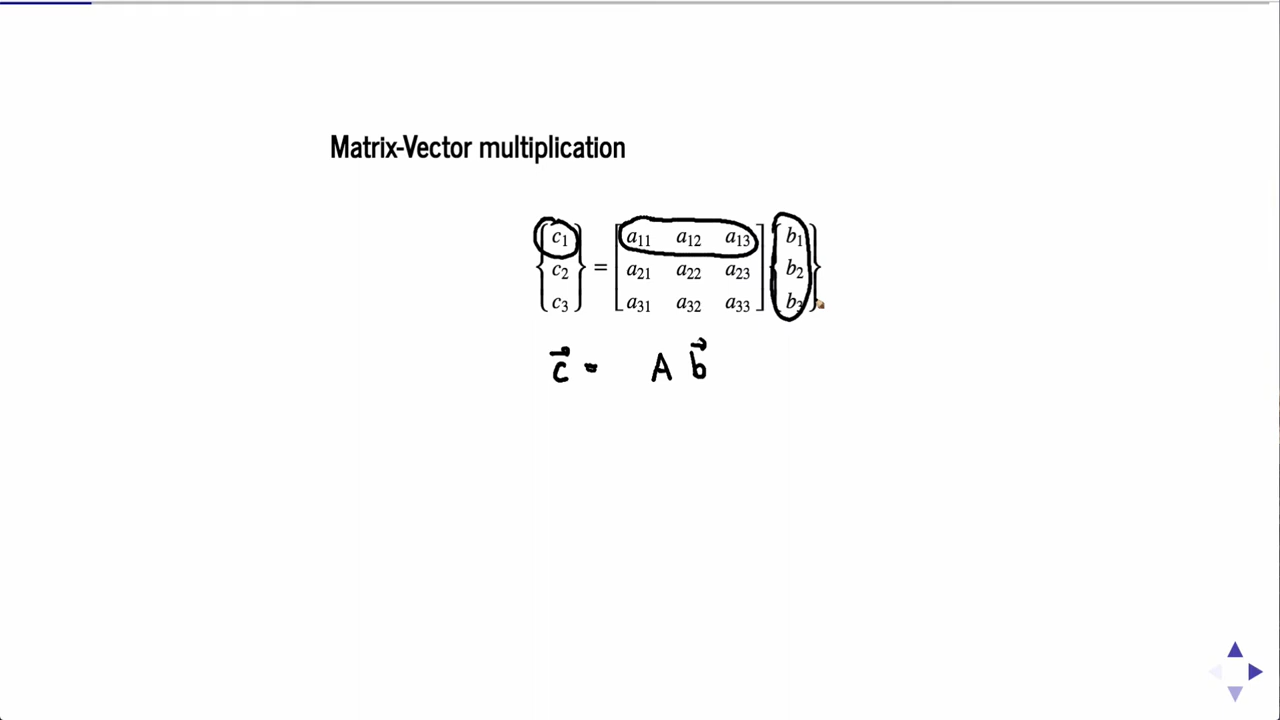 Matrix-Vector multiplication
{c₁ c₂ c₃} = [a₁₁ a₁₂ a₁₃ a₂₁ a₂₂ a₂₃ a₃₁ a₃₂ a₃₃] {b₁ b₂ b₃}
c⃗ = A b⃗